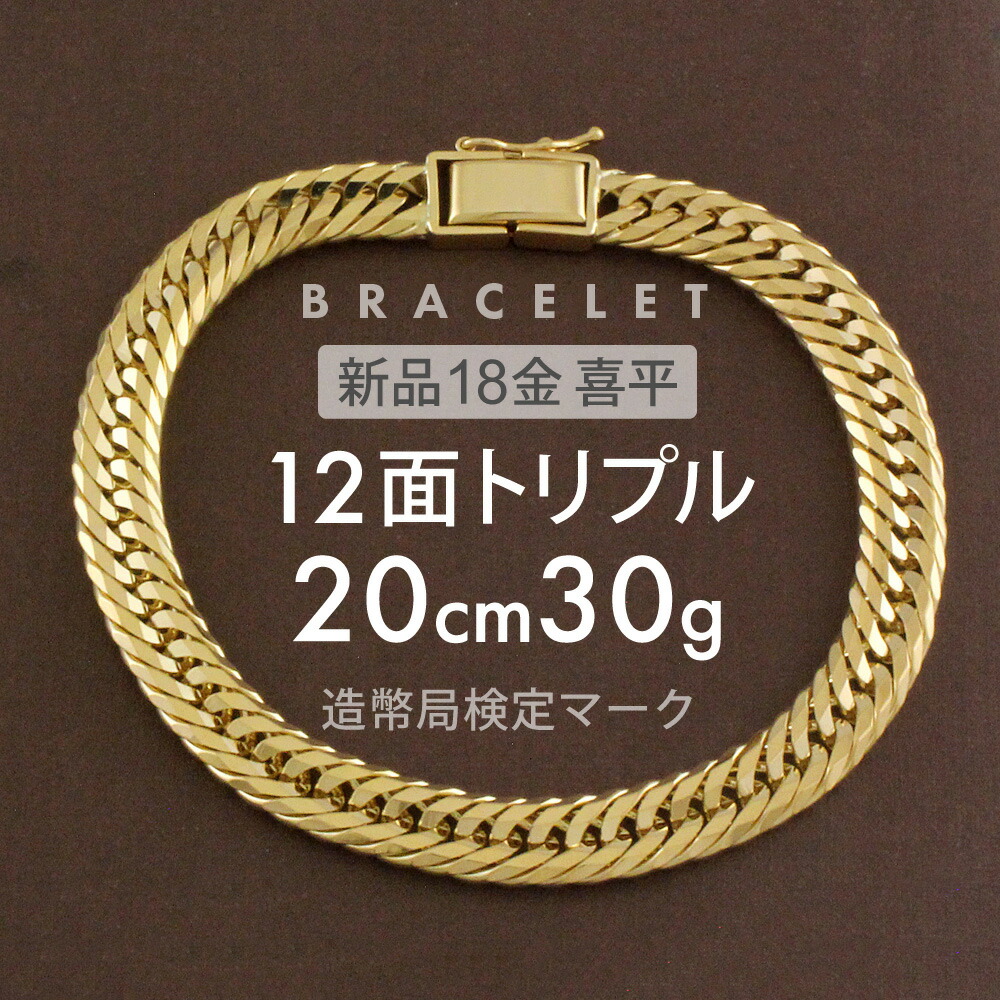 BRACELET
新品18金 喜平
12面トリプル
20cm30g
造幣局検定マーク